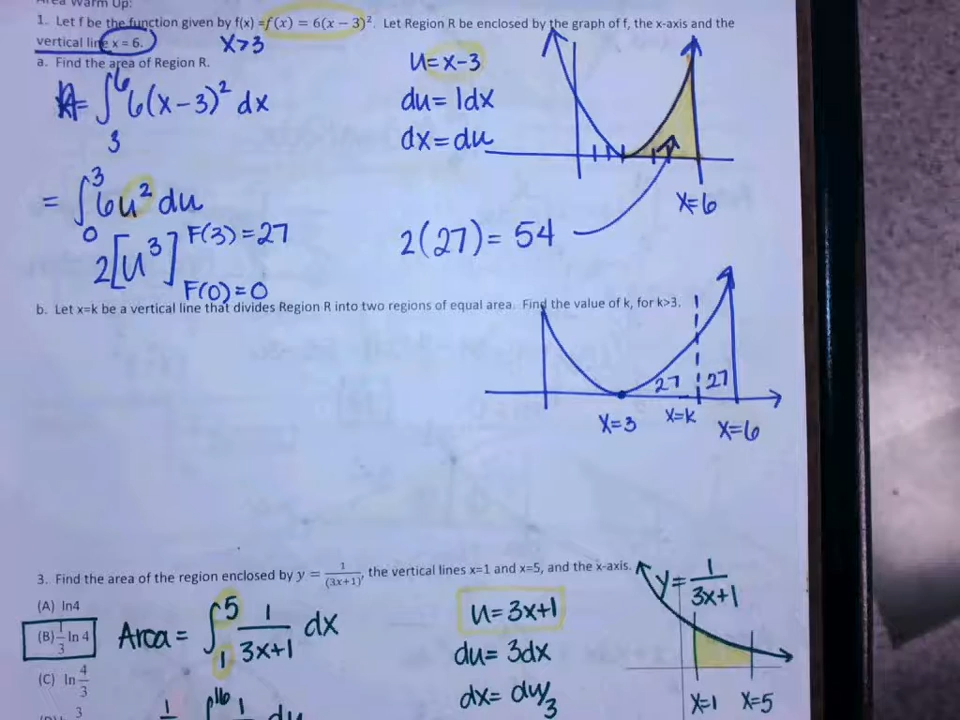 Area Warm Up:
1. Let f be the function given by f(x) =f(x) = 6(x − 3)². Let Region R be enclosed by the graph of f, the x-axis and the
vertical line x = 6.
x>3
a. Find the area of Region R.
A = ∫₃⁶ 6(x−3)² dx
u = x-3
du = 1dx
dx = du
= ∫₀³ 6u² du
2[u³] F(3) = 27
F(0) = 0
2(27) = 54
x=6
b. Let x=k be a vertical line that divides Region R into two regions of equal area. Find the value of k, for k>3.
27 27
x=3 x=k x=6
3. Find the area of the region enclosed by y = 1/(3x+1), the vertical lines x=1 and x=5, and the x-axis.
(A) ln4
(B) 1/3 ln 4
(C) ln 4/3
Area = ∫₁⁵ 1/(3x+1) dx
u = 3x+1
du = 3dx
dx = du/3
y = 1/(3x+1)
x=1 x=5